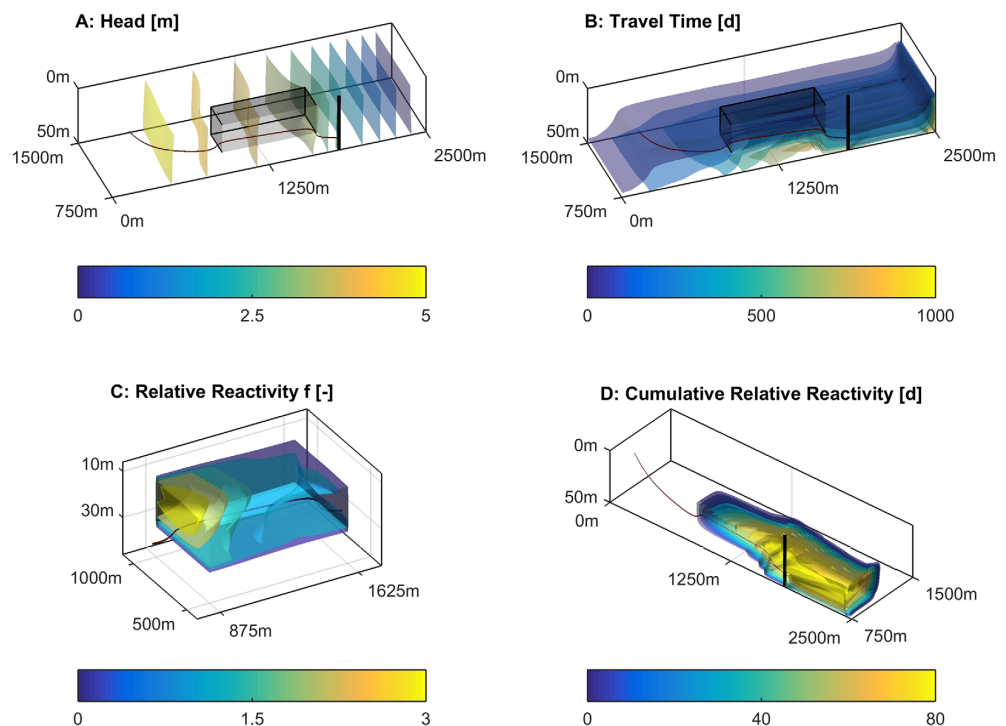 A: Head [m]
0m
50m
1500m
750m
0m
1250m
2500m
0
2.5
5
B: Travel Time [d]
0m
50m
1500m
750m
0m
1250m
2500m
0
500
1000
C: Relative Reactivity f [-]
10m
30m
1000m
500m
875m
1625m
0
1.5
3
D: Cumulative Relative Reactivity [d]
0m
50m
0m
1250m
2500m
750m
1500m
0
40
80